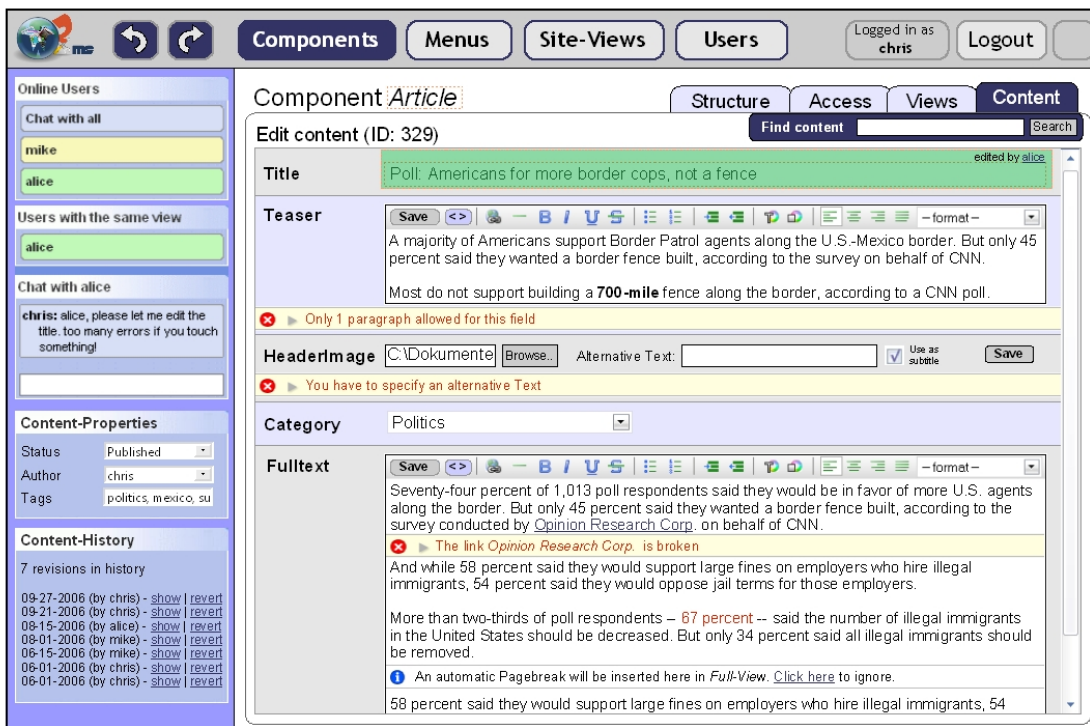 2 ms
Components
Menus
Site-Views
Users
Logged in as
chris
Logout
Online Users
Chat with all
mike
alice
Users with the same view
alice
Chat with alice
chris: alice, please let me edit the
title. too many errors if you touch
something!
Content-Properties
Status Published
Author chris
Tags politics, mexico, su
Content-History
7 revisions in history
09-27-2006 (by chris) - show | revert
09-21-2006 (by chris) - show | revert
08-15-2006 (by alice) - show | revert
08-01-2006 (by mike) - show | revert
06-15-2006 (by mike) - show | revert
06-01-2006 (by chris) - show | revert
06-01-2006 (by chris) - show | revert
Component Article
Structure
Access
Views
Content
Edit content (ID: 329)
Find content
Search
Title
edited by alice
Poll: Americans for more border cops, not a fence
Teaser
Save <> B I U S –format–
A majority of Americans support Border Patrol agents along the U.S.-Mexico border. But only 45
percent said they wanted a border fence built, according to the survey on behalf of CNN.
Most do not support building a 700-mile fence along the border, according to a CNN poll.
Only 1 paragraph allowed for this field
HeaderImage C:\Dokumente Browse.. Alternative Text:
Use as
subtitle
Save
You have to specify an alternative Text
Category Politics
Fulltext
Save <> B I U S –format–
Seventy-four percent of 1,013 poll respondents said they would be in favor of more U.S. agents
along the border. But only 45 percent said they wanted a border fence built, according to the
survey conducted by Opinion Research Corp. on behalf of CNN.
The link Opinion Research Corp. is broken
And while 58 percent said they would support large fines on employers who hire illegal
immigrants, 54 percent said they would oppose jail terms for those employers.
More than two-thirds of poll respondents – 67 percent -- said the number of illegal immigrants
in the United States should be decreased. But only 34 percent said all illegal immigrants should
be removed.
An automatic Pagebreak will be inserted here in Full-View. Click here to ignore.
58 percent said they would support large fines on employers who hire illegal immigrants, 54